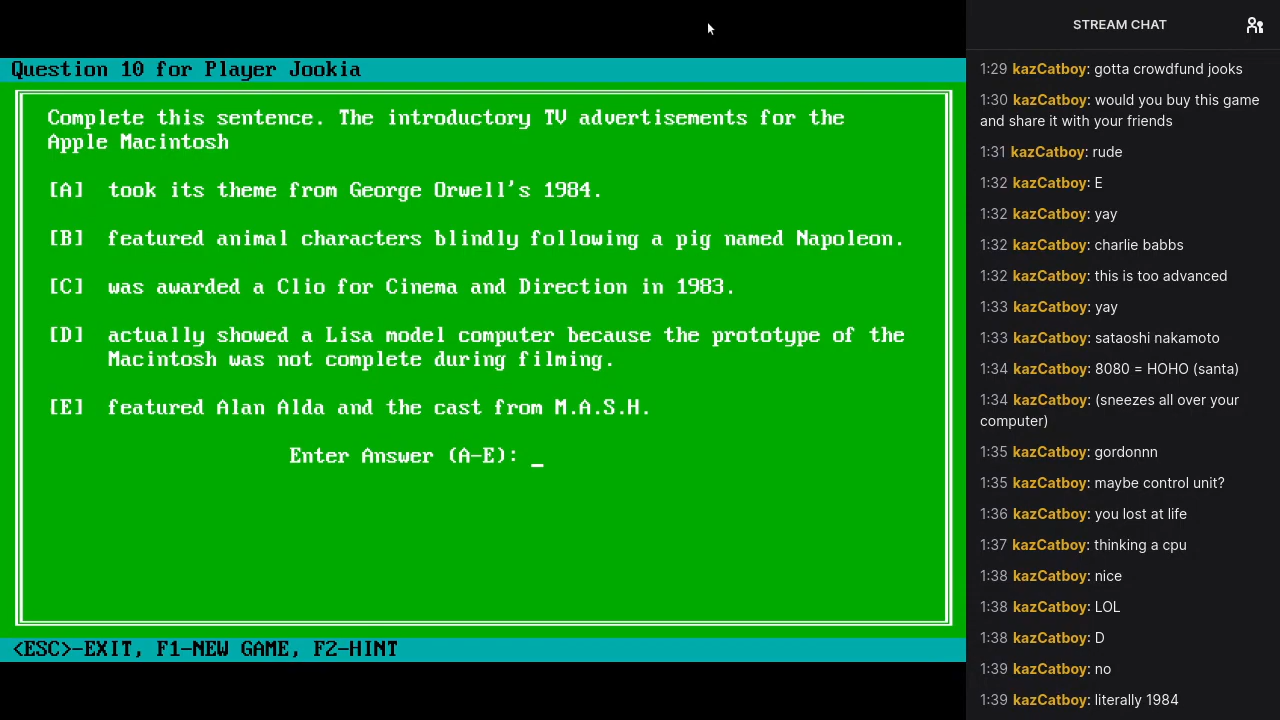 Question 10 for Player Jookia
Complete this sentence. The introductory TV advertisements for the
Apple Macintosh
[A] took its theme from George Orwell's 1984.
[B] featured animal characters blindly following a pig named Napoleon.
[C] was awarded a Clio for Cinema and Direction in 1983.
[D] actually showed a Lisa model computer because the prototype of the
Macintosh was not complete during filming.
[E] featured Alan Alda and the cast from M.A.S.H.
Enter Answer (A-E): _
<ESC>-EXIT, F1-NEW GAME, F2-HINT
STREAM CHAT
1:29 kazCatboy: gotta crowdfund jooks
1:30 kazCatboy: would you buy this game
and share it with your friends
1:31 kazCatboy: rude
1:32 kazCatboy: E
1:32 kazCatboy: yay
1:32 kazCatboy: charlie babbs
1:32 kazCatboy: this is too advanced
1:33 kazCatboy: yay
1:33 kazCatboy: sataoshi nakamoto
1:34 kazCatboy: 8080 = HOHO (santa)
1:34 kazCatboy: (sneezes all over your
computer)
1:35 kazCatboy: gordonnn
1:35 kazCatboy: maybe control unit?
1:36 kazCatboy: you lost at life
1:37 kazCatboy: thinking a cpu
1:38 kazCatboy: nice
1:38 kazCatboy: LOL
1:38 kazCatboy: D
1:39 kazCatboy: no
1:39 kazCatboy: literally 1984